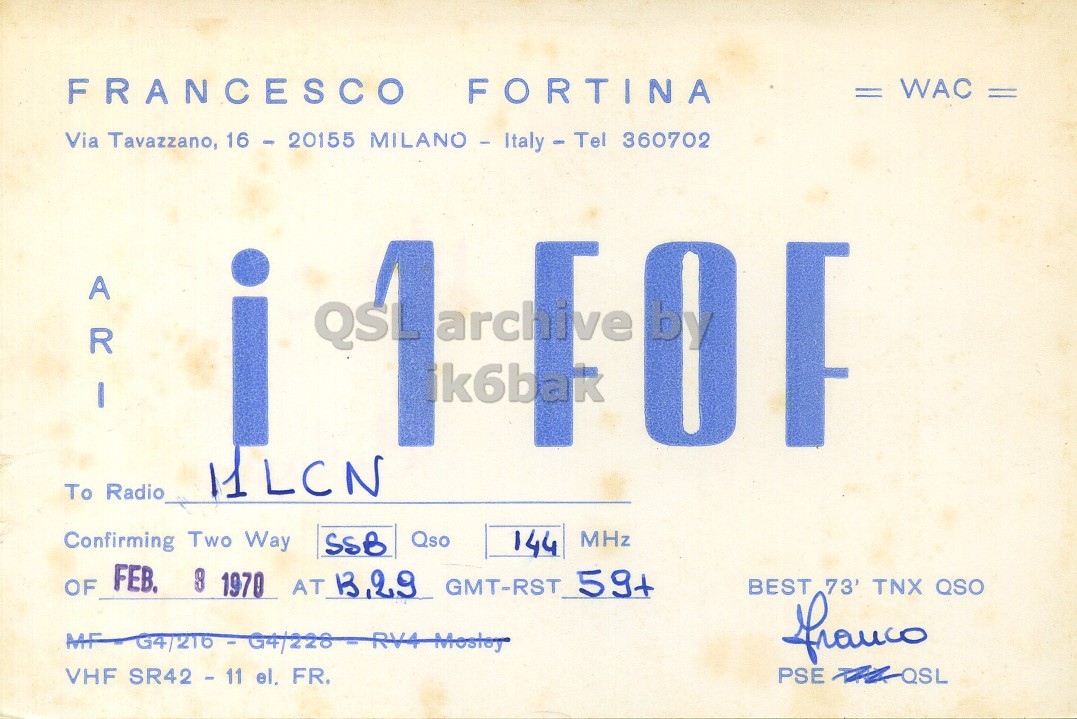 FRANCESCO FORTINA = WAC =
Via Tavazzano, 16 - 20155 MILANO - Italy - Tel 360702
i1FOF
ARI
QSL archive by
ik6bak
To Radio I1LCN
Confirming Two Way SSB Qso 144 MHz
OF FEB. 8 1970 AT 13,29 GMT-RST 59+
BEST 73' TNX QSO
MF - G4/216 - G4/228 - RV4 Mosley
Franco
VHF SR42 - 11 el. FR.
PSE QSL